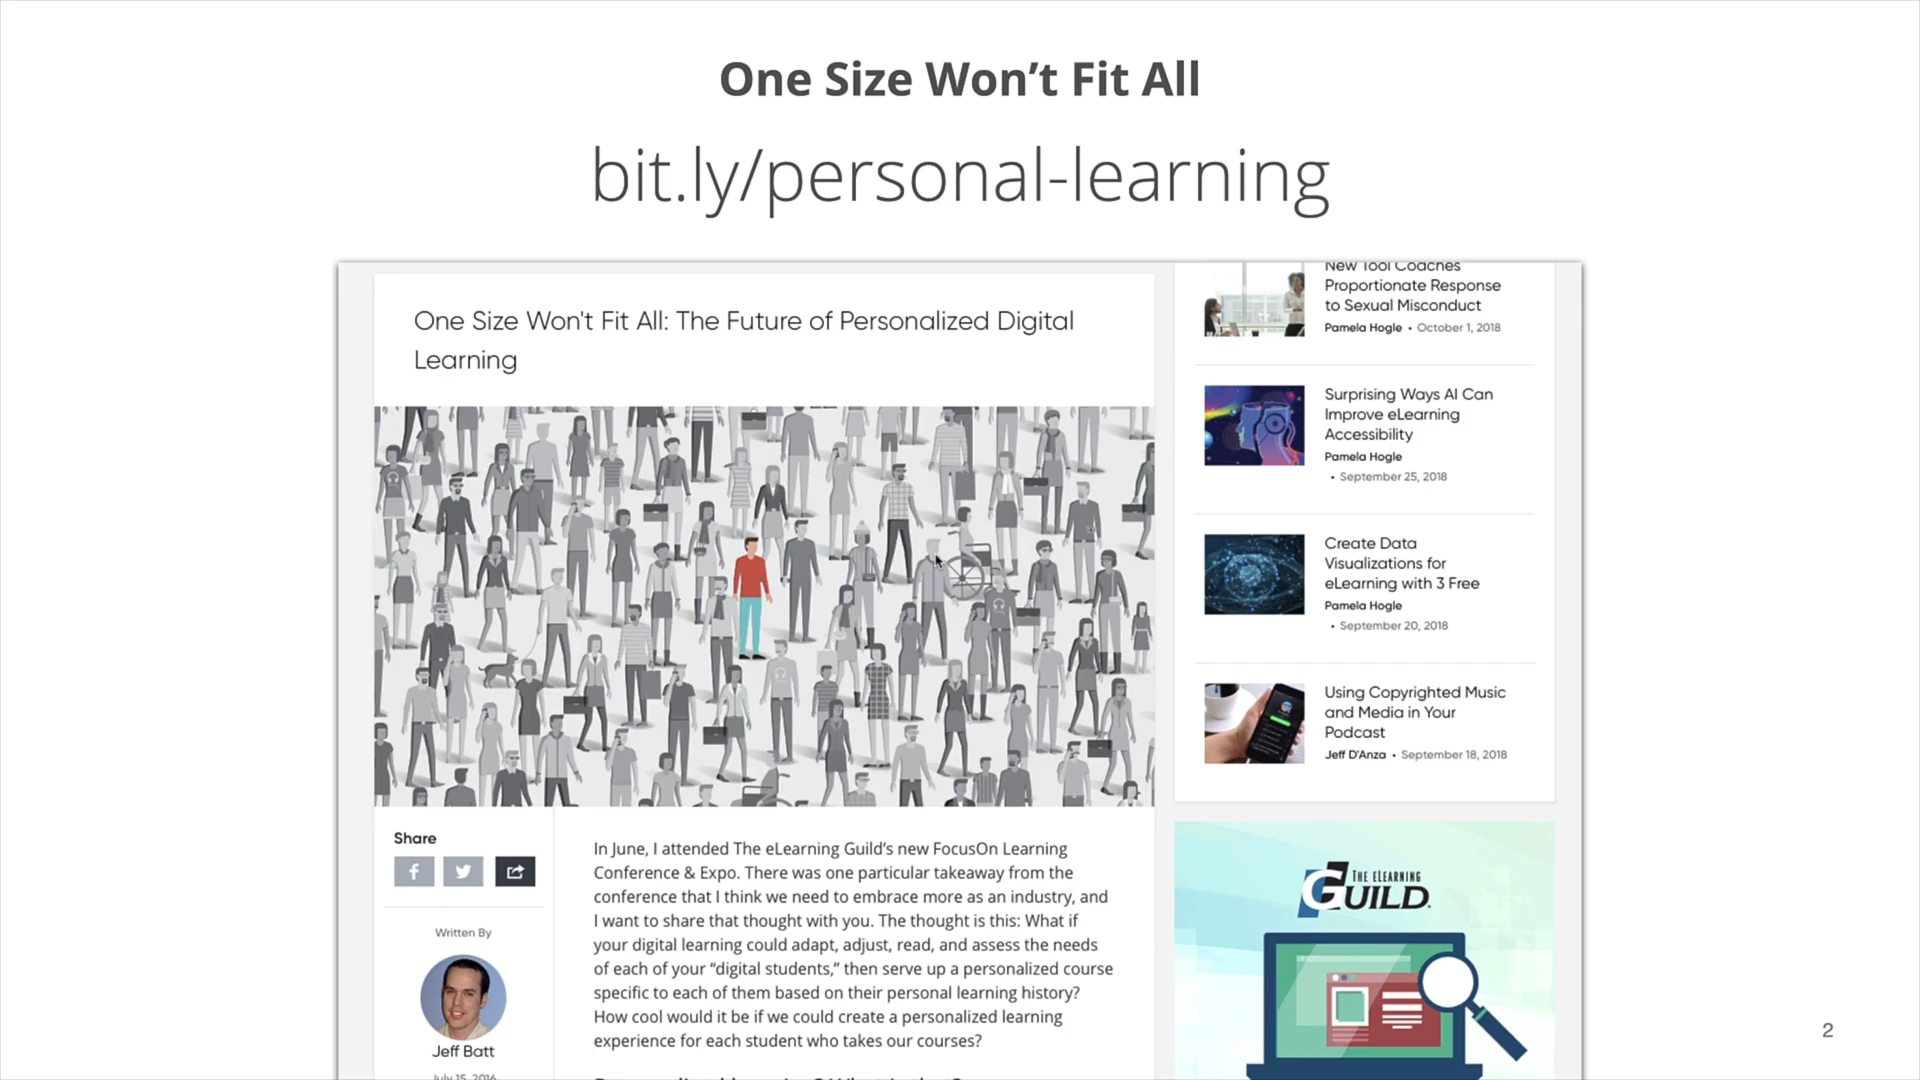 One Size Won’t Fit All
bit.ly/personal-learning
One Size Won't Fit All: The Future of Personalized Digital
Learning
Share
Written By
Jeff Batt
July 15, 2016
In June, I attended The eLearning Guild’s new FocusOn Learning
Conference & Expo. There was one particular takeaway from the
conference that I think we need to embrace more as an industry, and
I want to share that thought with you. The thought is this: What if
your digital learning could adapt, adjust, read, and assess the needs
of each of your “digital students,” then serve up a personalized course
specific to each of them based on their personal learning history?
How cool would it be if we could create a personalized learning
experience for each student who takes our courses?
New Tool Coaches
Proportionate Response
to Sexual Misconduct
Pamela Hogle • October 1, 2018
Surprising Ways AI Can
Improve eLearning
Accessibility
Pamela Hogle
• September 25, 2018
Create Data
Visualizations for
eLearning with 3 Free
Pamela Hogle
• September 20, 2018
Using Copyrighted Music
and Media in Your
Podcast
Jeff D'Anza • September 18, 2018
THE ELEARNING
GUILD.
2